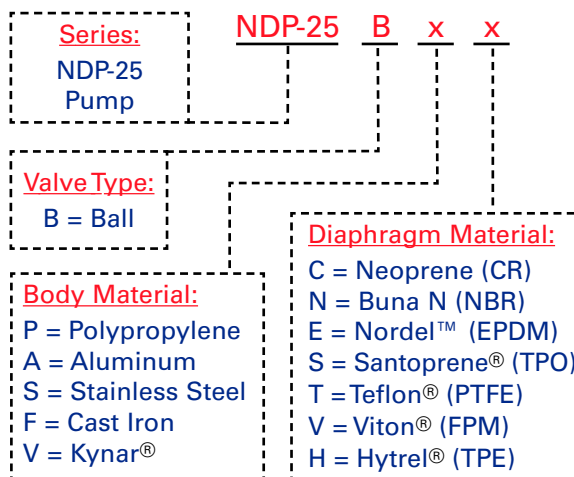 NDP-25 B x x
Series:
NDP-25
Pump
Valve Type:
B = Ball
Body Material:
P = Polypropylene
A = Aluminum
S = Stainless Steel
F = Cast Iron
V = Kynar®
Diaphragm Material:
C = Neoprene (CR)
N = Buna N (NBR)
E = Nordel™ (EPDM)
S = Santoprene® (TPO)
T = Teflon® (PTFE)
V = Viton® (FPM)
H = Hytrel® (TPE)